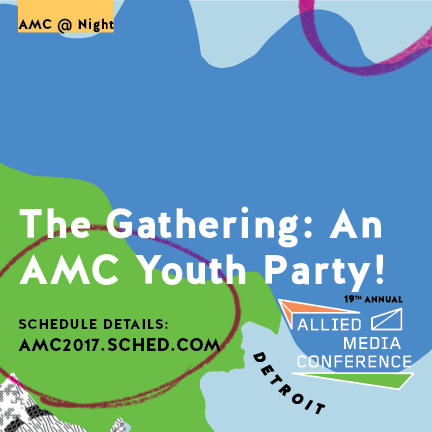 AMC @ Night
The Gathering: An
AMC Youth Party!
SCHEDULE DETAILS:
AMC2017.SCHED.COM
19TH ANNUAL
ALLIED
MEDIA
CONFERENCE
DETROIT